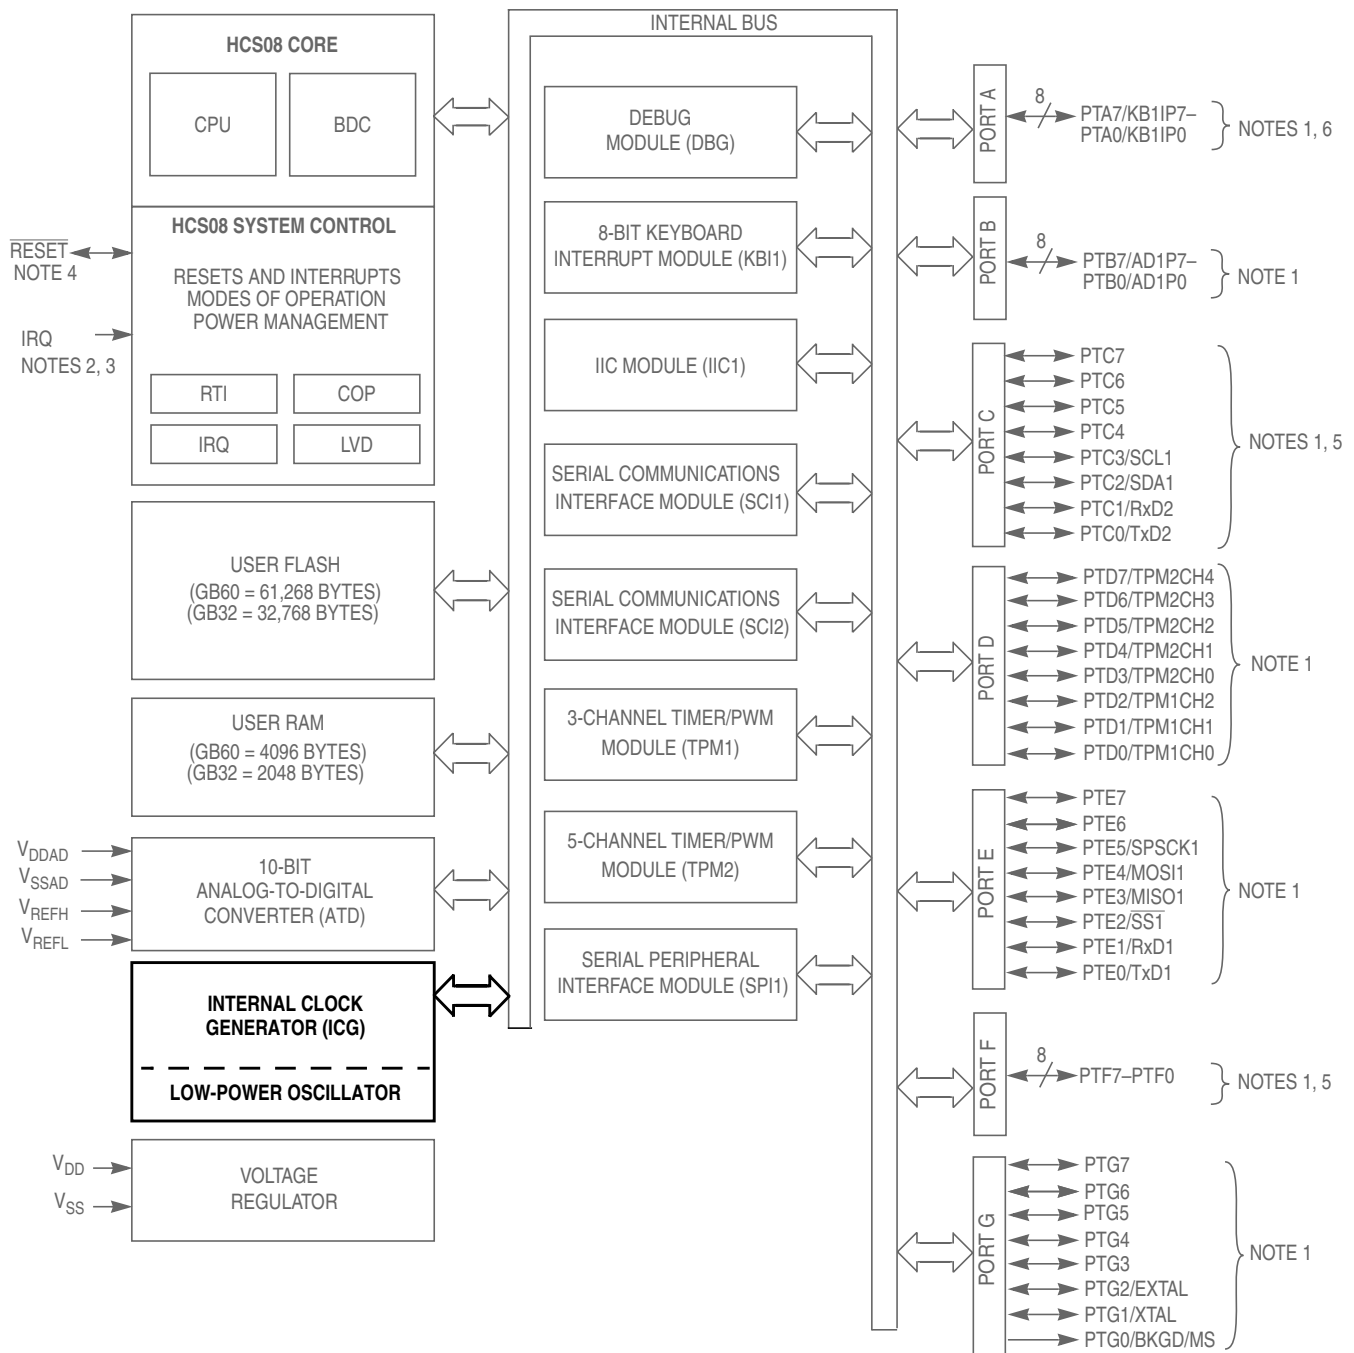 INTERNAL BUS
HCS08 CORE
CPU
BDC
HCS08 SYSTEM CONTROL
RESETS AND INTERRUPTS
MODES OF OPERATION
POWER MANAGEMENT
RTI
COP
IRQ
LVD
RESET
NOTE 4
IRQ
NOTES 2, 3
USER FLASH
(GB60 = 61,268 BYTES)
(GB32 = 32,768 BYTES)
USER RAM
(GB60 = 4096 BYTES)
(GB32 = 2048 BYTES)
VDDAD
VSSAD
VREFH
VREFL
10-BIT
ANALOG-TO-DIGITAL
CONVERTER (ATD)
INTERNAL CLOCK
GENERATOR (ICG)
LOW-POWER OSCILLATOR
VDD
VSS
VOLTAGE
REGULATOR
DEBUG
MODULE (DBG)
8-BIT KEYBOARD
INTERRUPT MODULE (KBI1)
IIC MODULE (IIC1)
SERIAL COMMUNICATIONS
INTERFACE MODULE (SCI1)
SERIAL COMMUNICATIONS
INTERFACE MODULE (SCI2)
3-CHANNEL TIMER/PWM
MODULE (TPM1)
5-CHANNEL TIMER/PWM
MODULE (TPM2)
SERIAL PERIPHERAL
INTERFACE MODULE (SPI1)
PORT A
8
PTA7/KB1IP7–
PTA0/KB1IP0
NOTES 1, 6
PORT B
8
PTB7/AD1P7–
PTB0/AD1P0
NOTE 1
PORT C
PTC7
PTC6
PTC5
PTC4
PTC3/SCL1
PTC2/SDA1
PTC1/RxD2
PTC0/TxD2
NOTES 1, 5
PORT D
PTD7/TPM2CH4
PTD6/TPM2CH3
PTD5/TPM2CH2
PTD4/TPM2CH1
PTD3/TPM2CH0
PTD2/TPM1CH2
PTD1/TPM1CH1
PTD0/TPM1CH0
NOTE 1
PORT E
PTE7
PTE6
PTE5/SPSCK1
PTE4/MOSI1
PTE3/MISO1
PTE2/SS1
PTE1/RxD1
PTE0/TxD1
NOTE 1
PORT F
8
PTF7–PTF0
NOTES 1, 5
PORT G
PTG7
PTG6
PTG5
PTG4
PTG3
PTG2/EXTAL
PTG1/XTAL
PTG0/BKGD/MS
NOTE 1